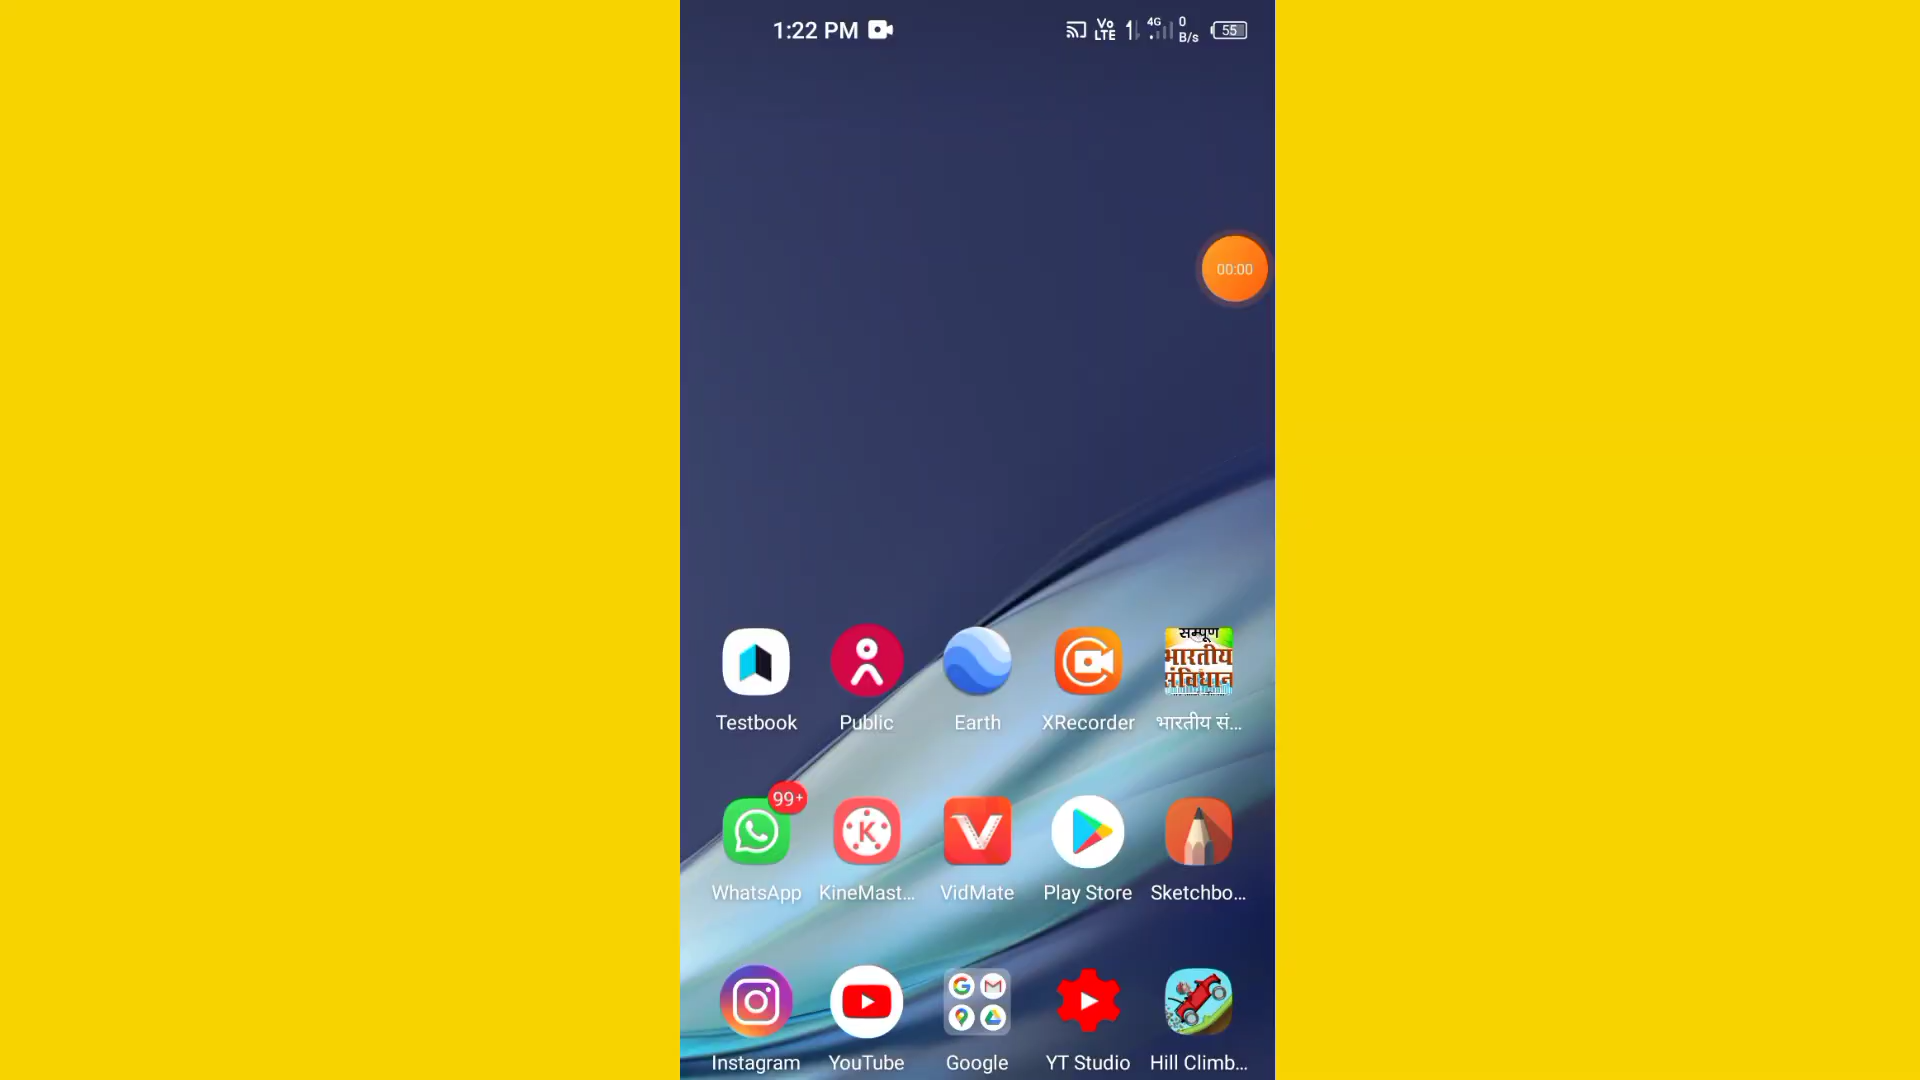 1:22 PM
Vo LTE
4G
0 B/s
55
00:00
सम्पूर्ण
भारतीय
संविधान
Testbook
Public
Earth
XRecorder
भारतीय सं...
99+
K
WhatsApp
KineMast...
VidMate
Play Store
Sketchbo...
Instagram
YouTube
Google
YT Studio
Hill Climb...